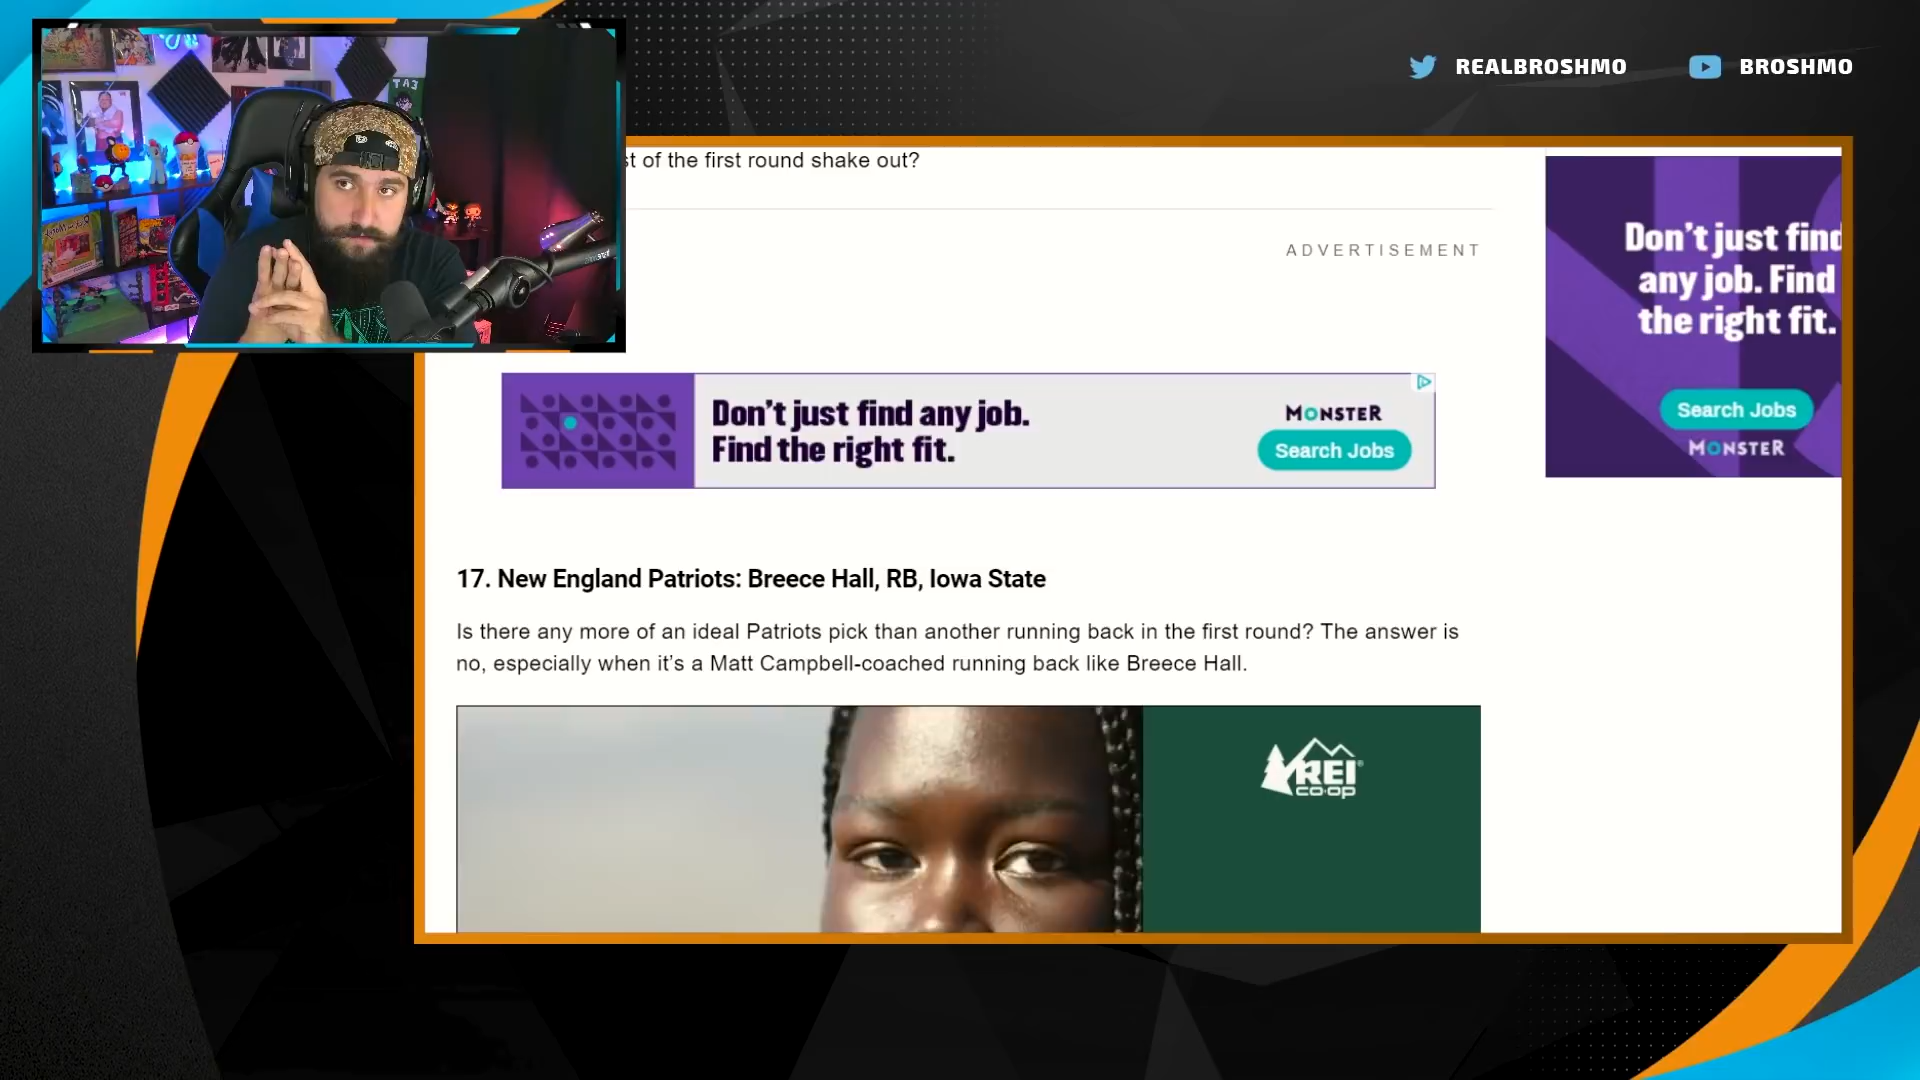 REALBROSHMO
BROSHMO
st of the first round shake out?
ADVERTISEMENT
Don't just find any job.
Find the right fit.
MONSTER
Search Jobs
Don't just find
any job. Find
the right fit.
Search Jobs
MONSTER
17. New England Patriots: Breece Hall, RB, Iowa State
Is there any more of an ideal Patriots pick than another running back in the first round? The answer is
no, especially when it's a Matt Campbell-coached running back like Breece Hall.
REI
CO·OP